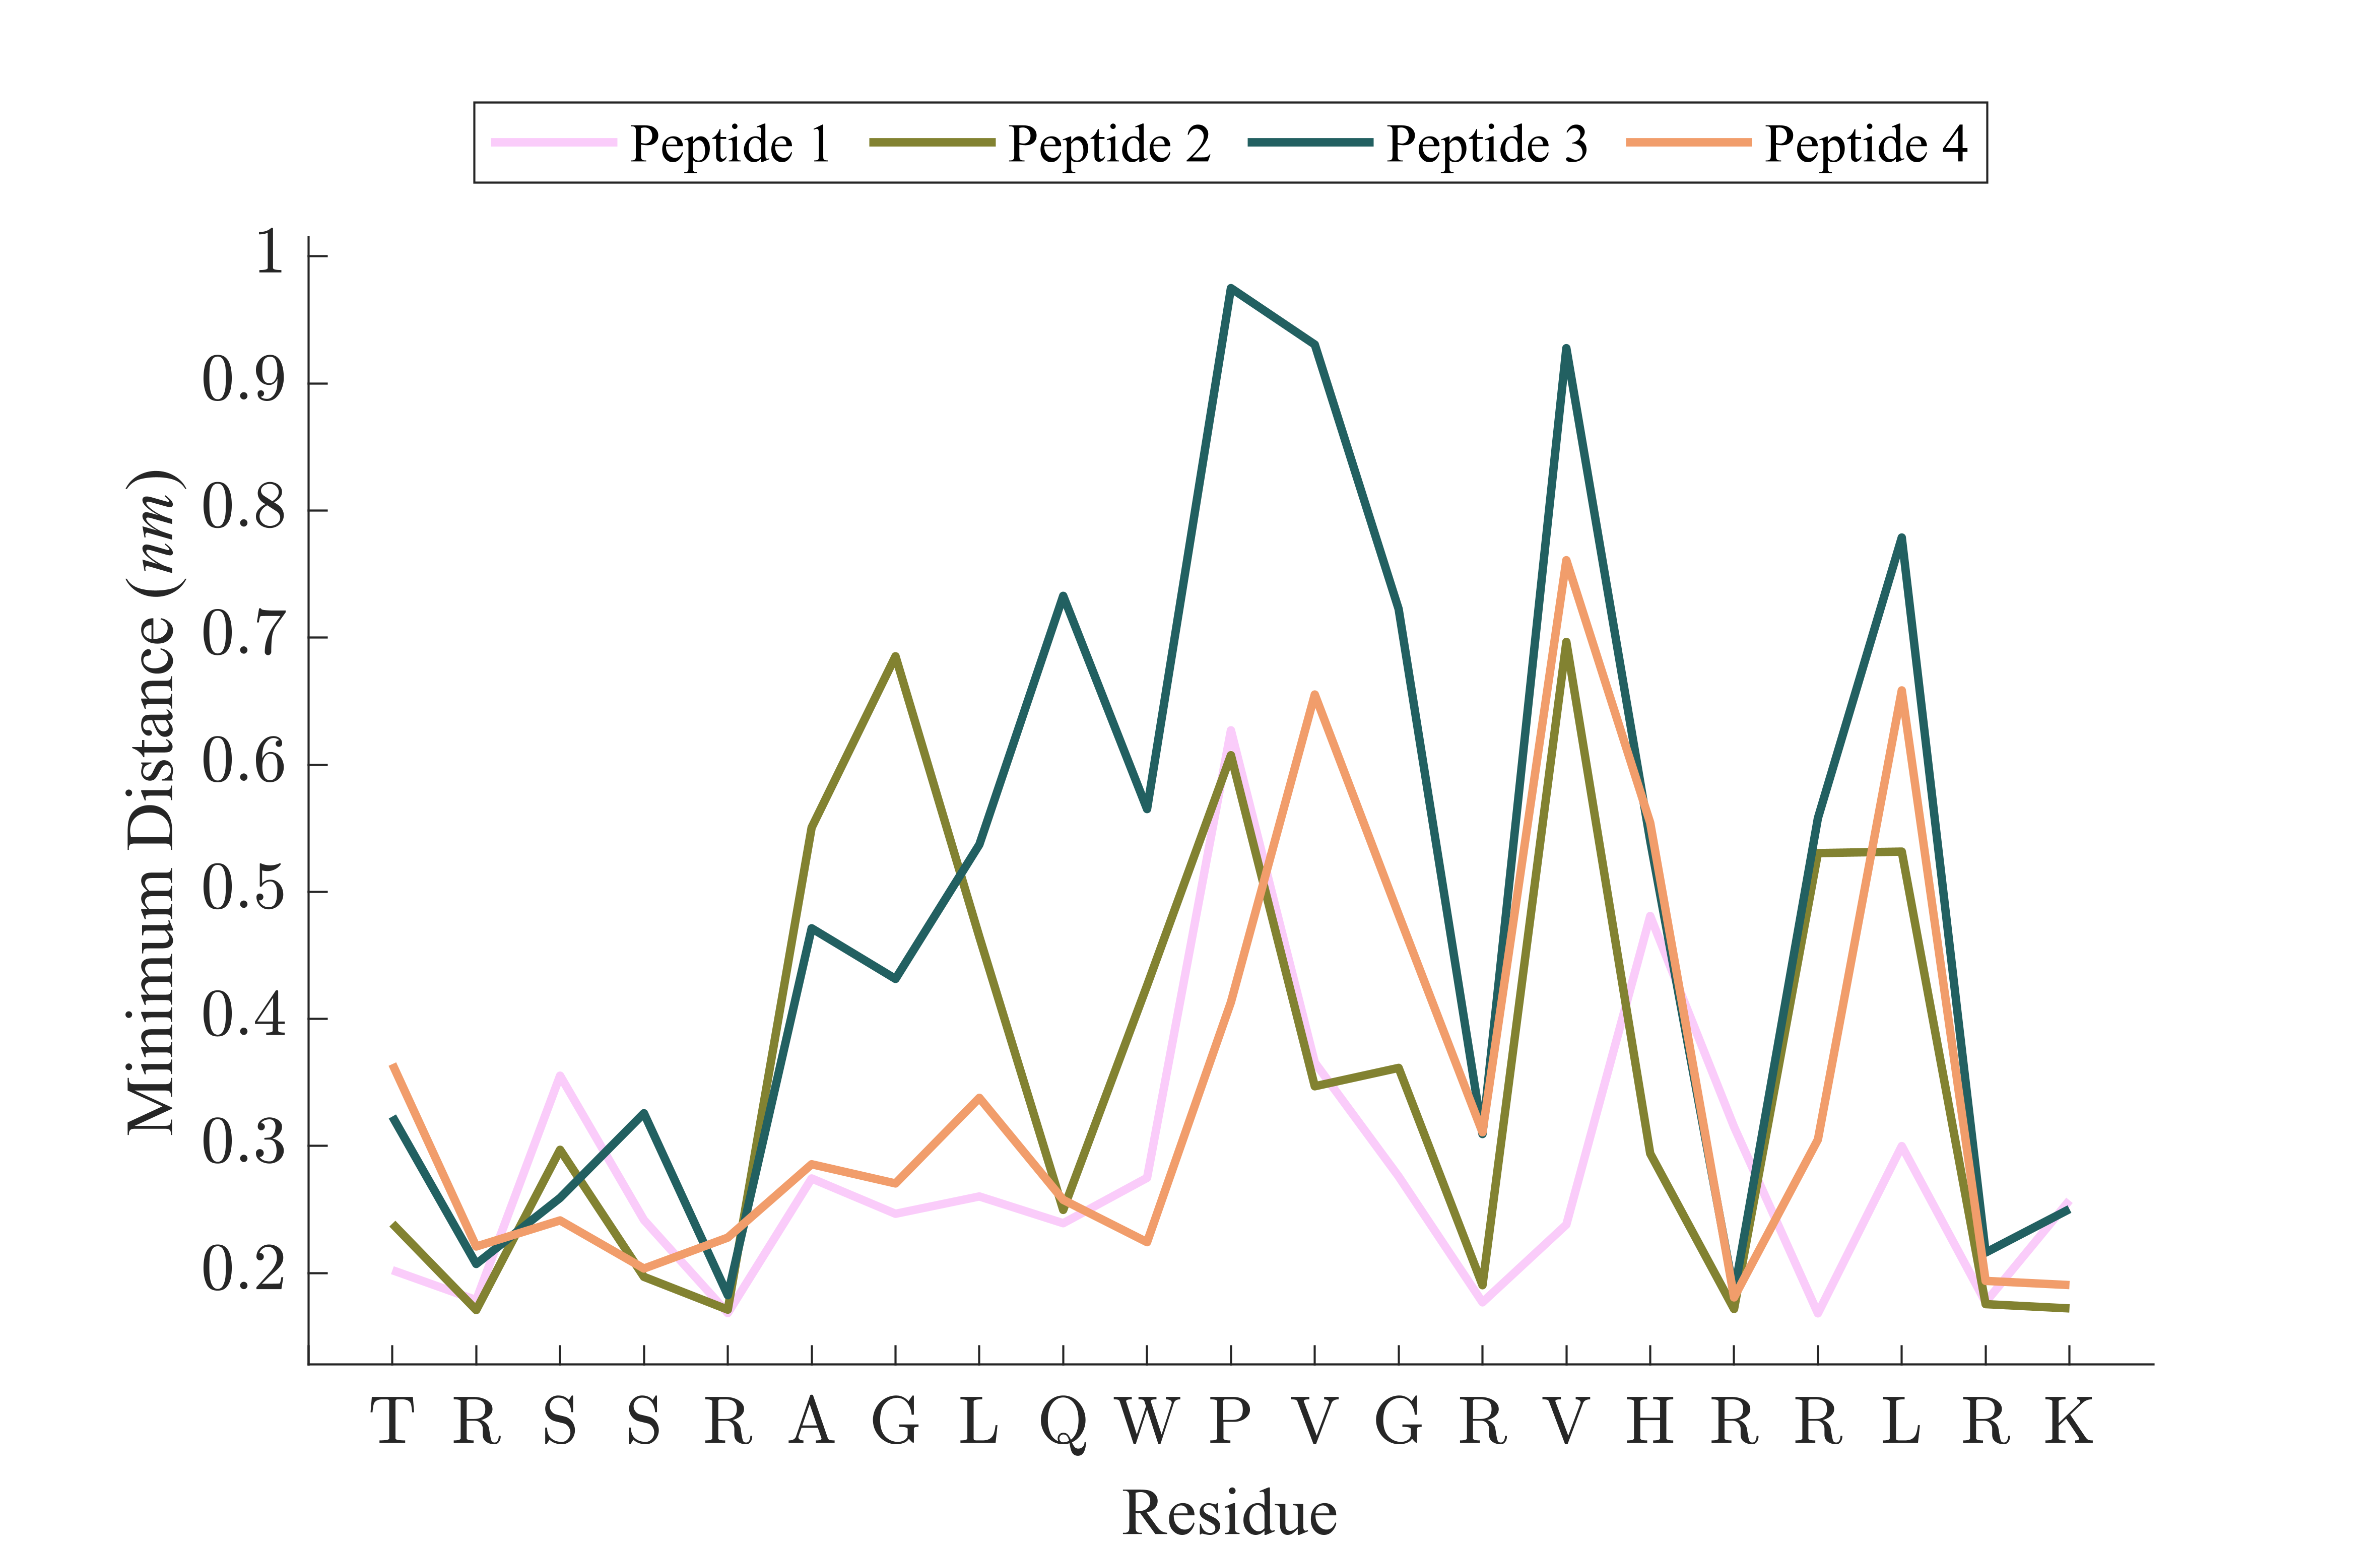 Peptide 1 Peptide 2 Peptide 3 Peptide 4
1
0.9
0.8
0.7
0.6
0.5
0.4
0.3
0.2
Minimum Distance (nm)
T R S S R A G L Q W P V G R V H R R L R K
Residue